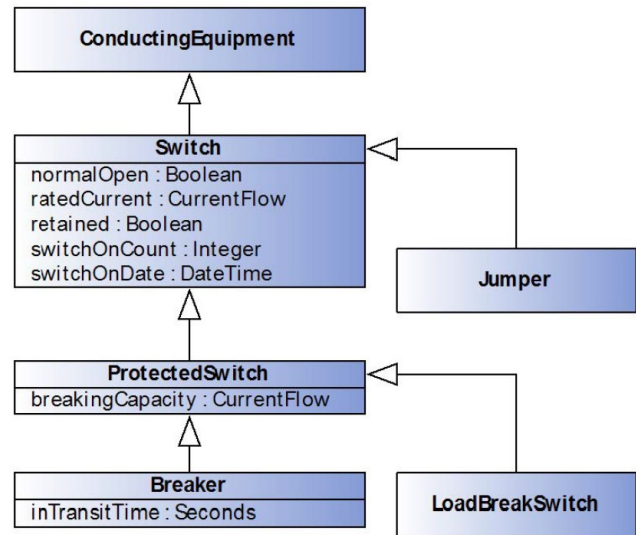 ConductingEquipment
Switch
normalOpen : Boolean
ratedCurrent : CurrentFlow
retained : Boolean
switchOnCount : Integer
switchOnDate : DateTime
Jumper
ProtectedSwitch
breakingCapacity : CurrentFlow
Breaker
inTransitTime : Seconds
LoadBreakSwitch